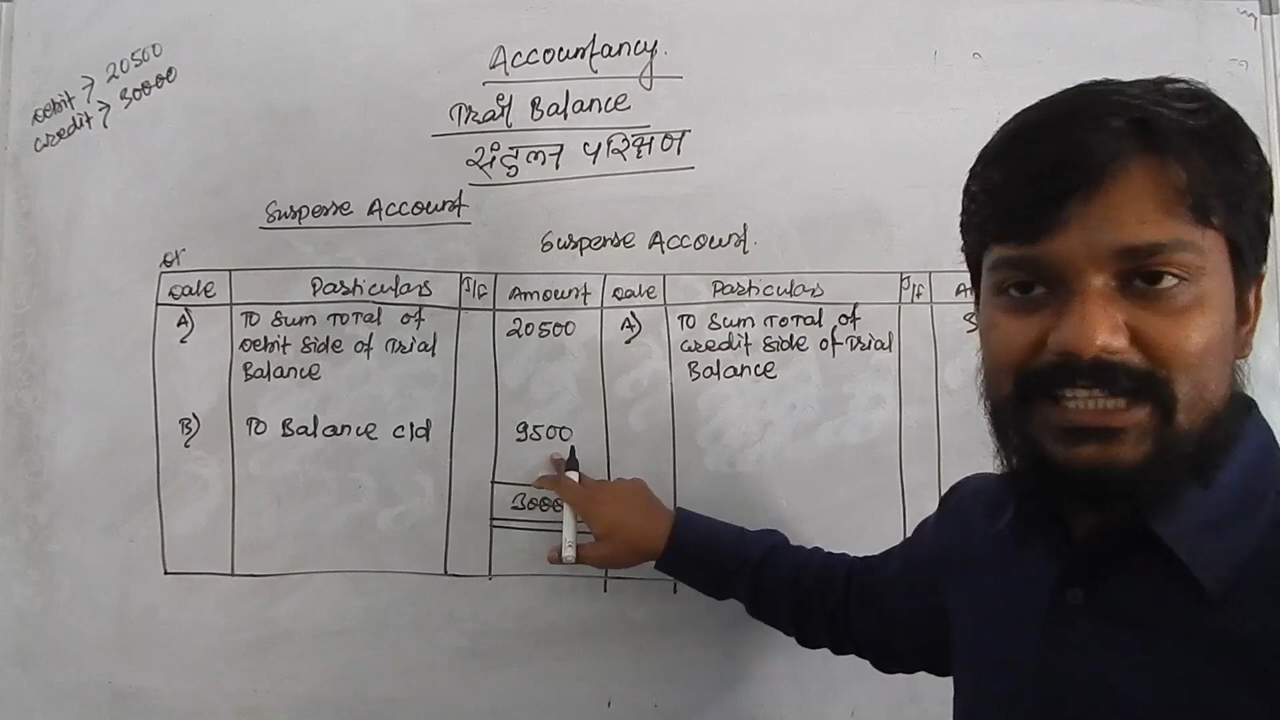 Debit > 20500
credit > 30000
Accountancy.
Trail Balance
संतुलन परिक्षण
Suspense Account
Suspense Account.
or
Date Particulars J/F Amount Date Particulars J/F
A) To Sum Total of 20500 A) To Sum Total of
Debit Side of Trial credit Side of Trial
Balance Balance
B) To Balance c/d 9500